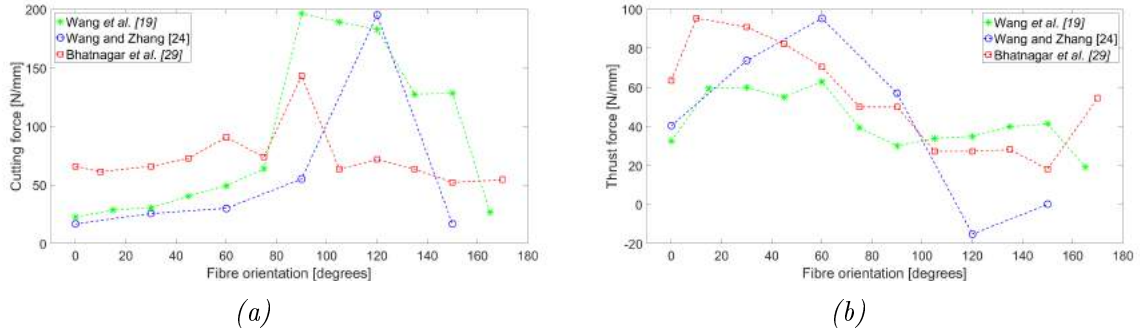 200
150
100
50
0
Cutting force [N/mm]
Wang et al. [19]
Wang and Zhang [24]
Bhatnagar et al. [29]
0 20 40 60 80 100 120 140 160 180
Fibre orientation [degrees]
(a)
100
80
60
40
20
0
-20
Thrust force [N/mm]
Wang et al. [19]
Wang and Zhang [24]
Bhatnagar et al. [29]
0 20 40 60 80 100 120 140 160 180
Fibre orientation [degrees]
(b)